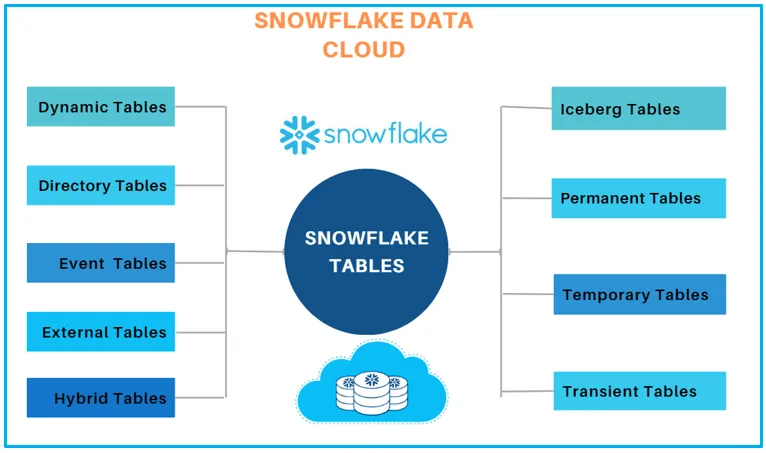 SNOWFLAKE DATA
CLOUD
Dynamic Tables
Directory Tables
Event Tables
External Tables
Hybrid Tables
snowflake
SNOWFLAKE
TABLES
Iceberg Tables
Permanent Tables
Temporary Tables
Transient Tables